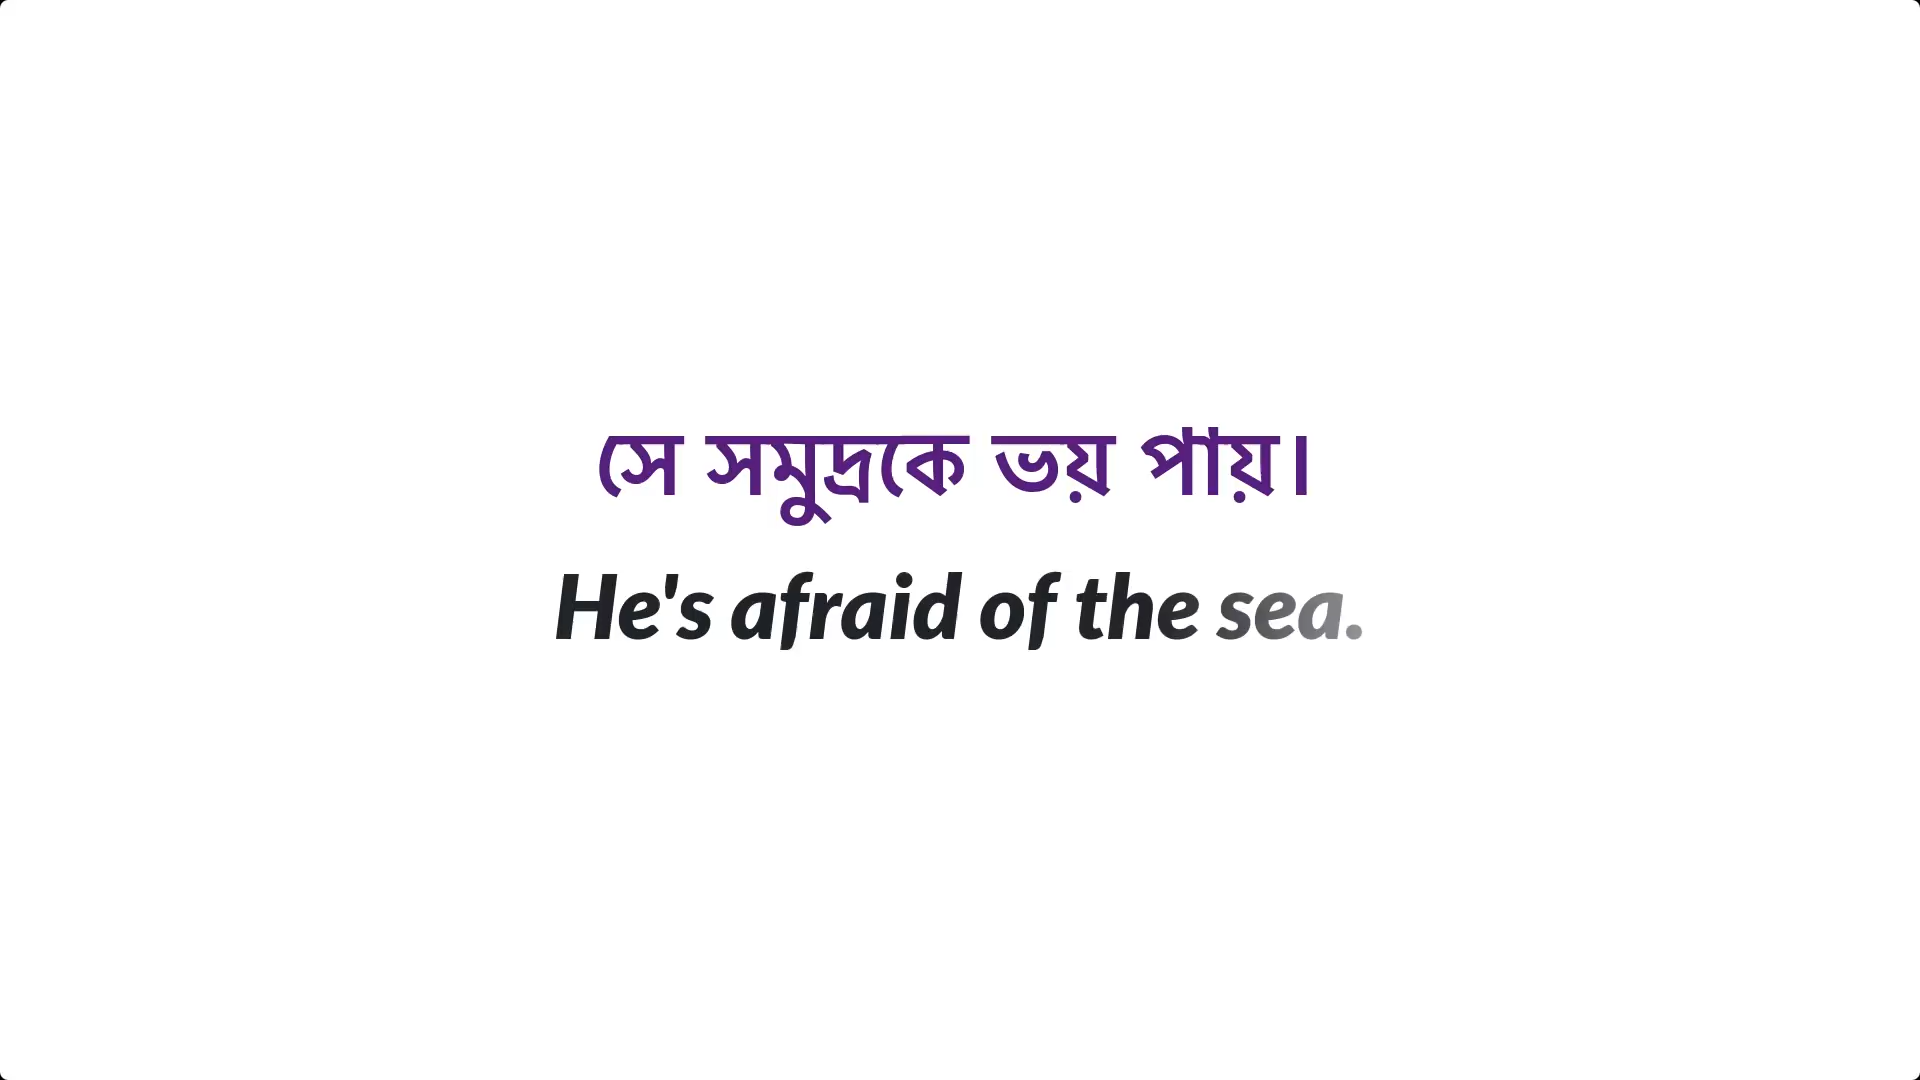 সে সমুদ্রকে ভয় পায়।
He's afraid of the sea.